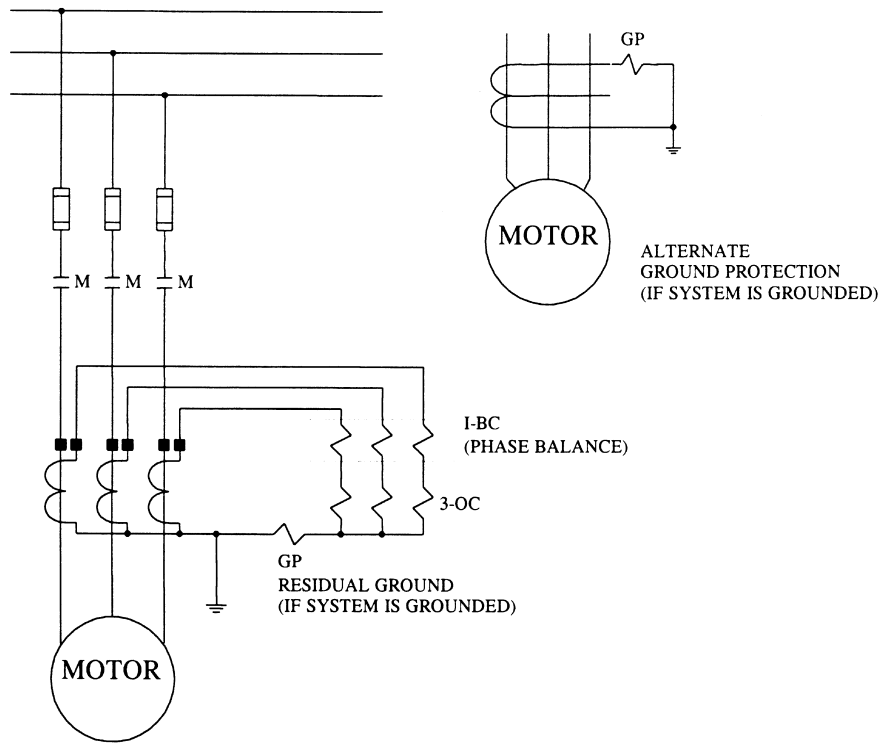 GP
MOTOR
ALTERNATE
GROUND PROTECTION
(IF SYSTEM IS GROUNDED)
M M M
I-BC
(PHASE BALANCE)
3-OC
GP
RESIDUAL GROUND
(IF SYSTEM IS GROUNDED)
MOTOR